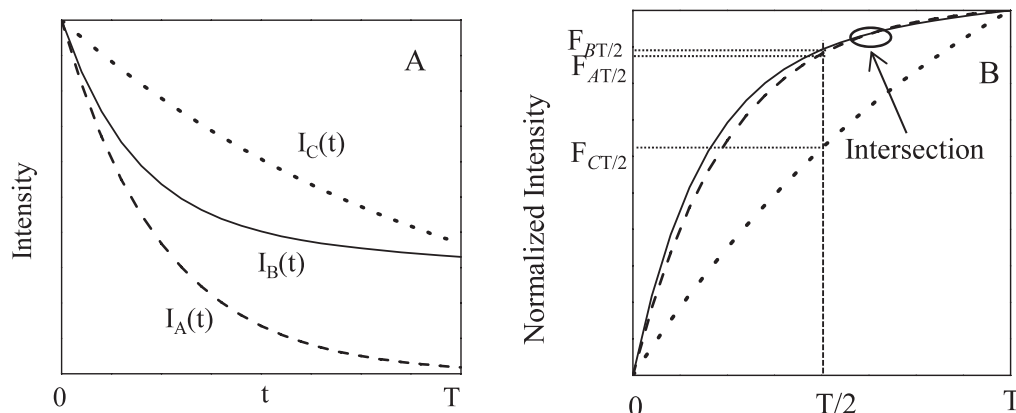 Intensity
A
I_C(t)
I_B(t)
I_A(t)
0
t
T
Normalized Intensity
F_BT/2
F_AT/2
F_CT/2
B
Intersection
0
T/2
T